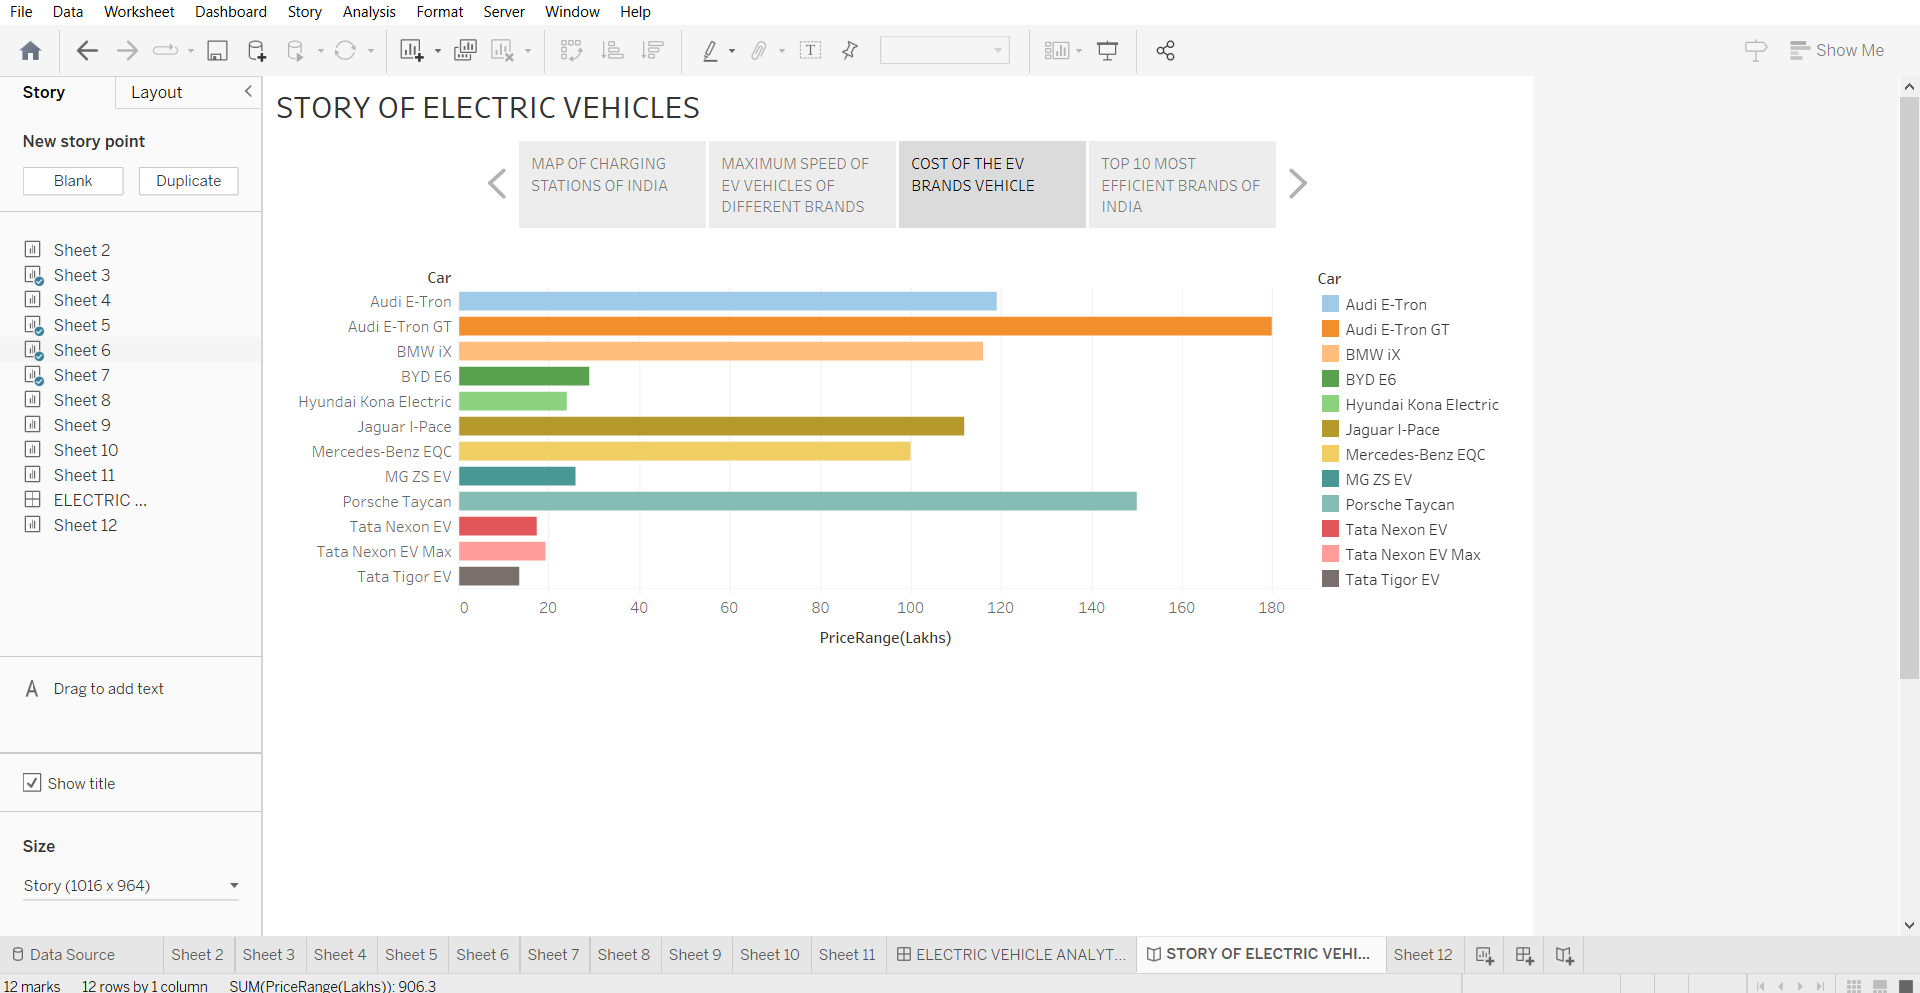 File Data Worksheet Dashboard Story Analysis Format Server Window Help
Show Me
Story Layout
New story point
Blank Duplicate
Sheet 2
Sheet 3
Sheet 4
Sheet 5
Sheet 6
Sheet 7
Sheet 8
Sheet 9
Sheet 10
Sheet 11
ELECTRIC ...
Sheet 12
A Drag to add text
Show title
Size
Story (1016 x 964)
STORY OF ELECTRIC VEHICLES
MAP OF CHARGING
STATIONS OF INDIA
MAXIMUM SPEED OF
EV VEHICLES OF
DIFFERENT BRANDS
COST OF THE EV
BRANDS VEHICLE
TOP 10 MOST
EFFICIENT BRANDS OF
INDIA
Car
Audi E-Tron
Audi E-Tron GT
BMW iX
BYD E6
Hyundai Kona Electric
Jaguar I-Pace
Mercedes-Benz EQC
MG ZS EV
Porsche Taycan
Tata Nexon EV
Tata Nexon EV Max
Tata Tigor EV
0 20 40 60 80 100 120 140 160 180
PriceRange(Lakhs)
Car
Audi E-Tron
Audi E-Tron GT
BMW iX
BYD E6
Hyundai Kona Electric
Jaguar I-Pace
Mercedes-Benz EQC
MG ZS EV
Porsche Taycan
Tata Nexon EV
Tata Nexon EV Max
Tata Tigor EV
Data Source Sheet 2 Sheet 3 Sheet 4 Sheet 5 Sheet 6 Sheet 7 Sheet 8 Sheet 9 Sheet 10 Sheet 11 ELECTRIC VEHICLE ANALYT... STORY OF ELECTRIC VEHI... Sheet 12
12 marks 12 rows by 1 column SUM(PriceRange(Lakhs)): 906.3